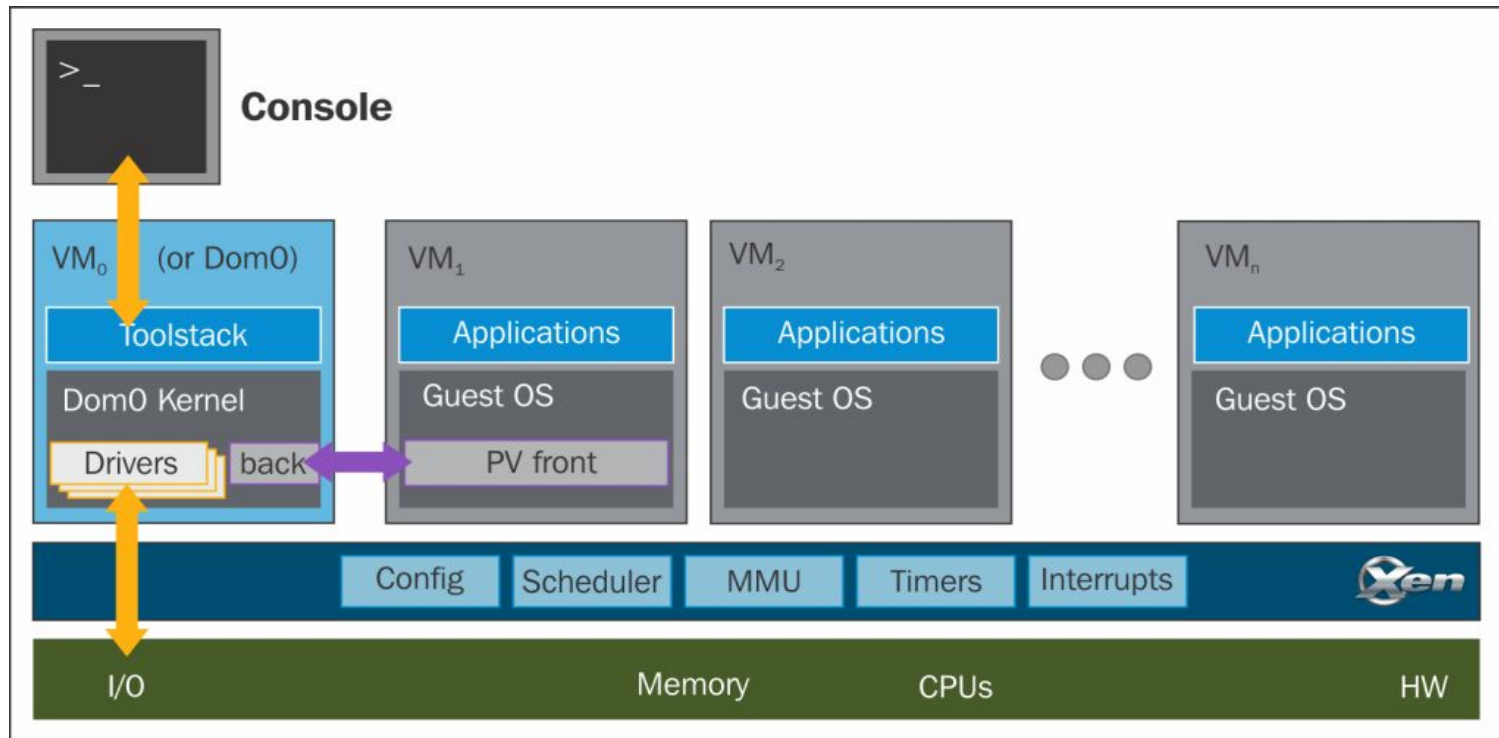 >_
Console
VM₀ (or Dom0)
Toolstack
Dom0 Kernel
Drivers
back
VM₁
Applications
Guest OS
PV front
VM₂
Applications
Guest OS
VMₙ
Applications
Guest OS
Config
Scheduler
MMU
Timers
Interrupts
Xen
I/O
Memory
CPUs
HW